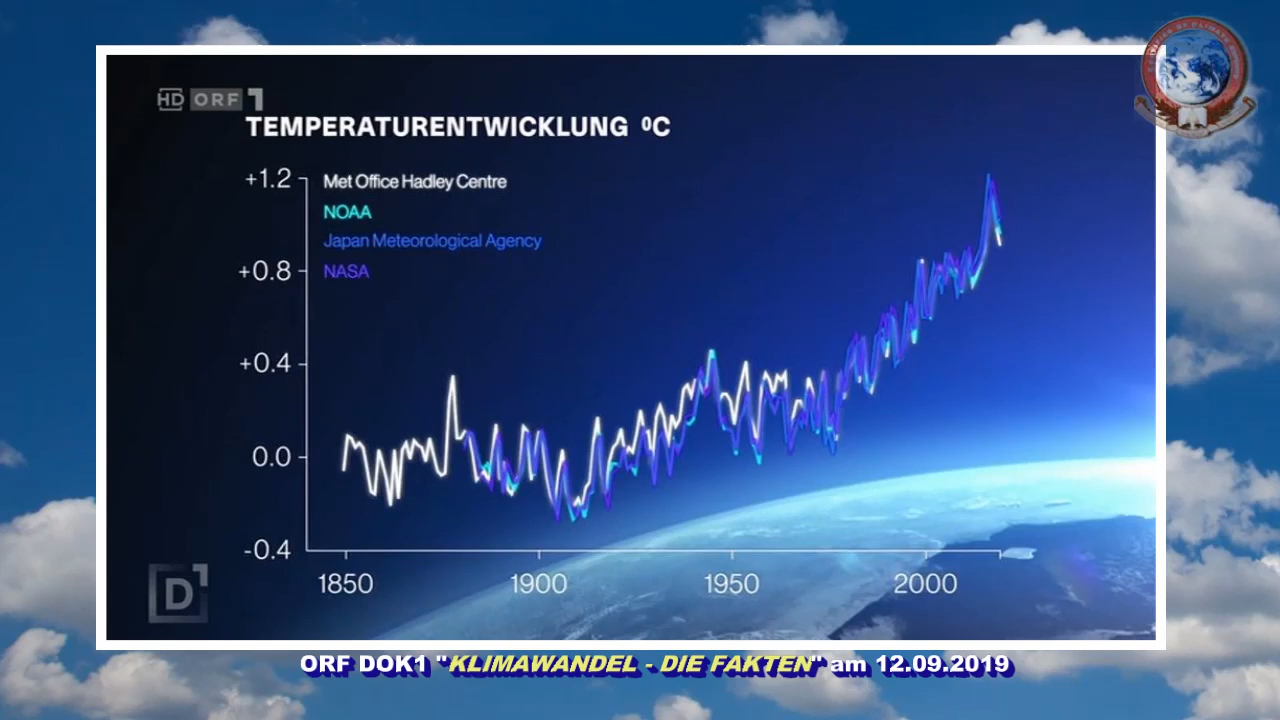 HD ORF 1
TEMPERATURENTWICKLUNG ⁰C
+1.2
Met Office Hadley Centre
NOAA
Japan Meteorological Agency
+0.8
NASA
+0.4
0.0
-0.4
1850 1900 1950 2000
D
ORF DOK1 "KLIMAWANDEL - DIE FAKTEN" am 12.09.2019